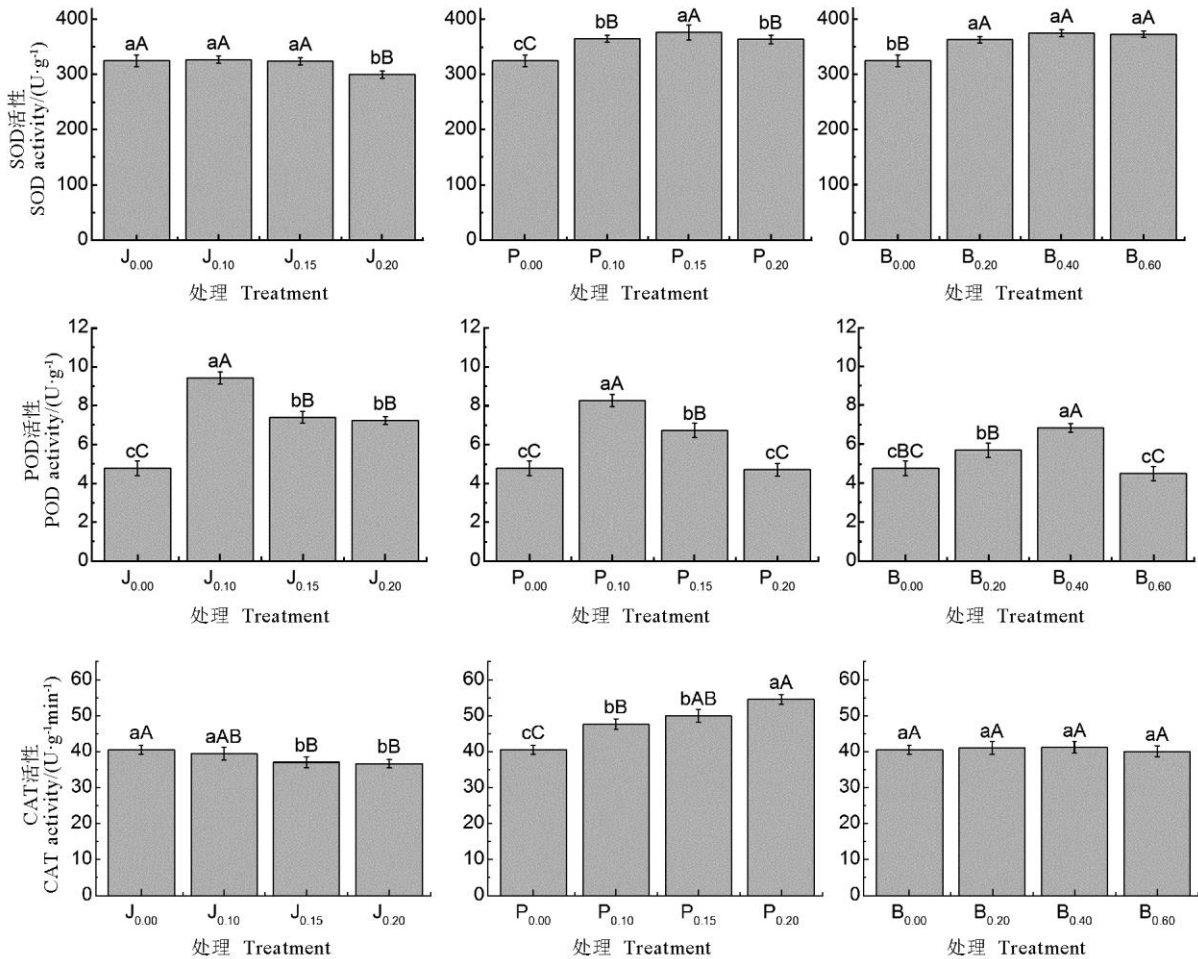 SOD活性
SOD activity/(U·g⁻¹)
400
300
200
100
0
aA
aA
aA
bB
J0.00 J0.10 J0.15 J0.20
处理 Treatment
400
300
200
100
0
cC
bB
aA
bB
P0.00 P0.10 P0.15 P0.20
处理 Treatment
400
300
200
100
0
bB
aA
aA
aA
B0.00 B0.20 B0.40 B0.60
处理 Treatment
POD活性
POD activity/(U·g⁻¹)
12
10
8
6
4
2
0
cC
aA
bB
bB
J0.00 J0.10 J0.15 J0.20
处理 Treatment
12
10
8
6
4
2
0
cC
aA
bB
cC
P0.00 P0.10 P0.15 P0.20
处理 Treatment
12
10
8
6
4
2
0
cBC
bB
aA
cC
B0.00 B0.20 B0.40 B0.60
处理 Treatment
CAT活性
CAT activity/(U·g⁻¹min⁻¹)
60
50
40
30
20
10
0
aA
aAB
bB
bB
J0.00 J0.10 J0.15 J0.20
处理 Treatment
60
50
40
30
20
10
0
cC
bB
bAB
aA
P0.00 P0.10 P0.15 P0.20
处理 Treatment
60
50
40
30
20
10
0
aA
aA
aA
aA
B0.00 B0.20 B0.40 B0.60
处理 Treatment